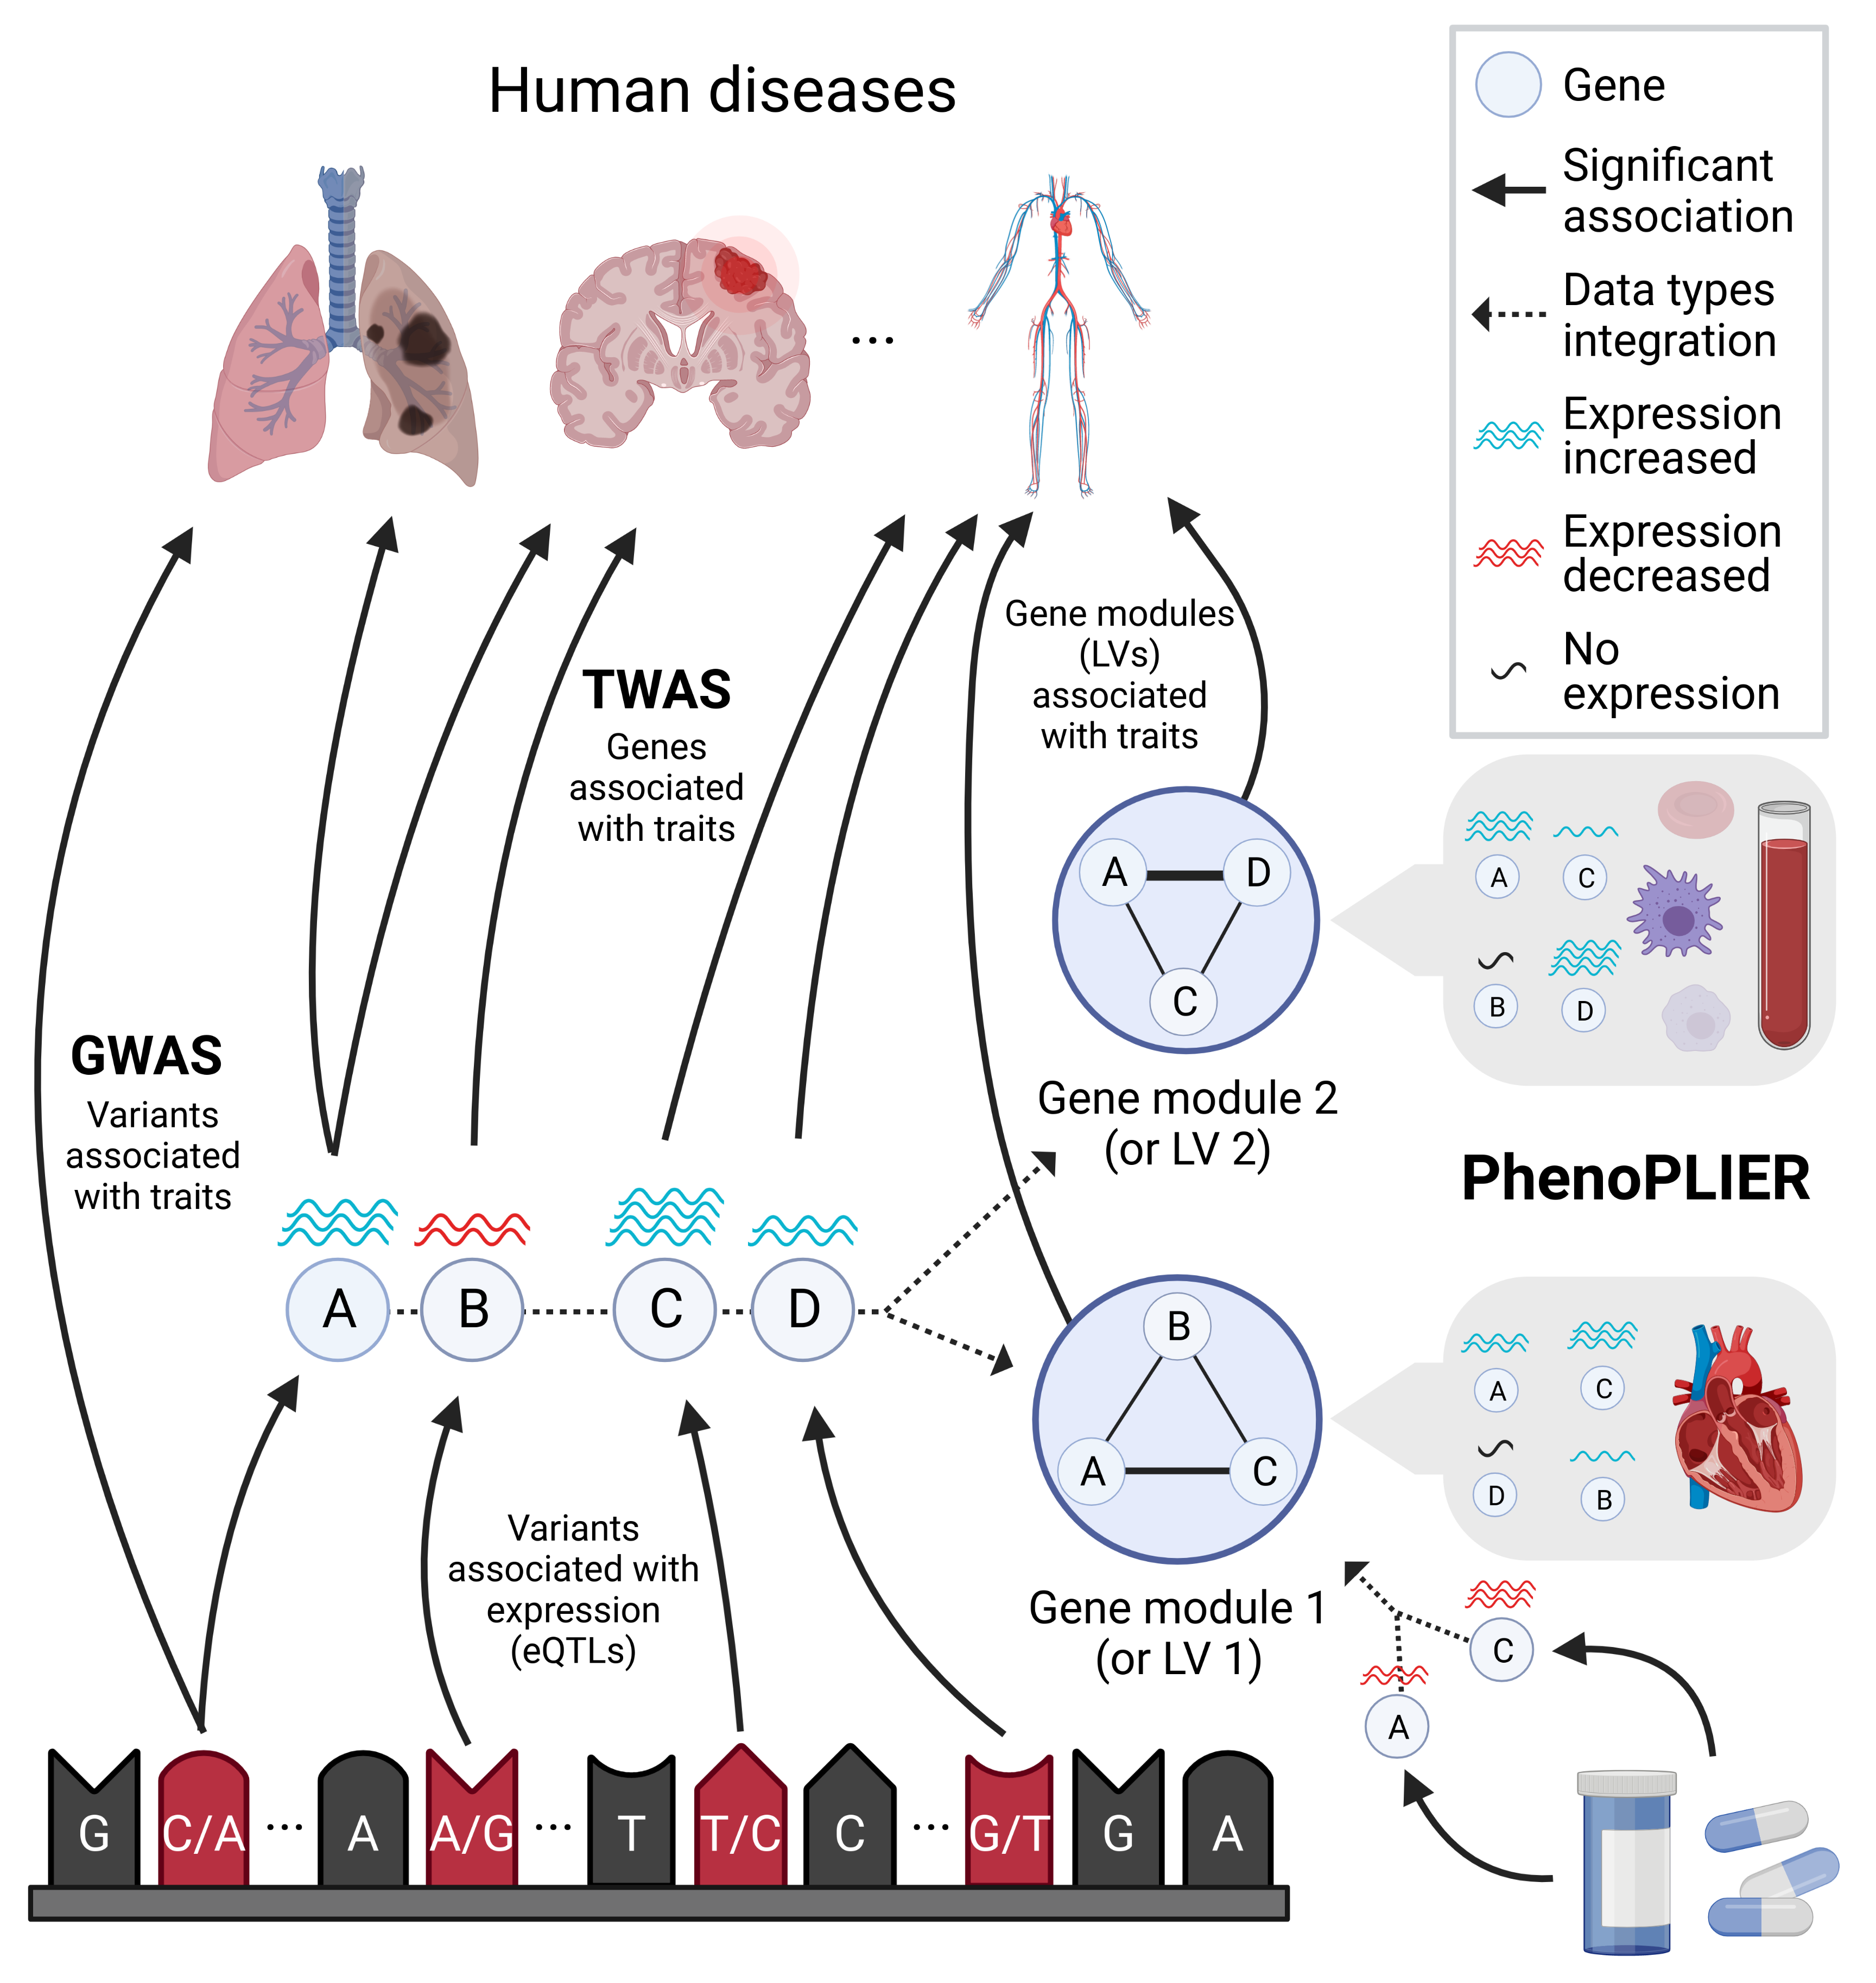 Human diseases
Gene
Significant
association
Data types
integration
Expression
increased
Expression
decreased
No
expression
...
Gene modules
(LVs)
associated
with traits
TWAS
Genes
associated
with traits
GWAS
Variants
associated
with traits
A D
C
Gene module 2
(or LV 2)
A C
B D
PhenoPLIER
A B C D
B
A C
Gene module 1
(or LV 1)
A C
D B
Variants
associated with
expression
(eQTLs)
C
A
G C/A ... A A/G ... T T/C C ... G/T G A